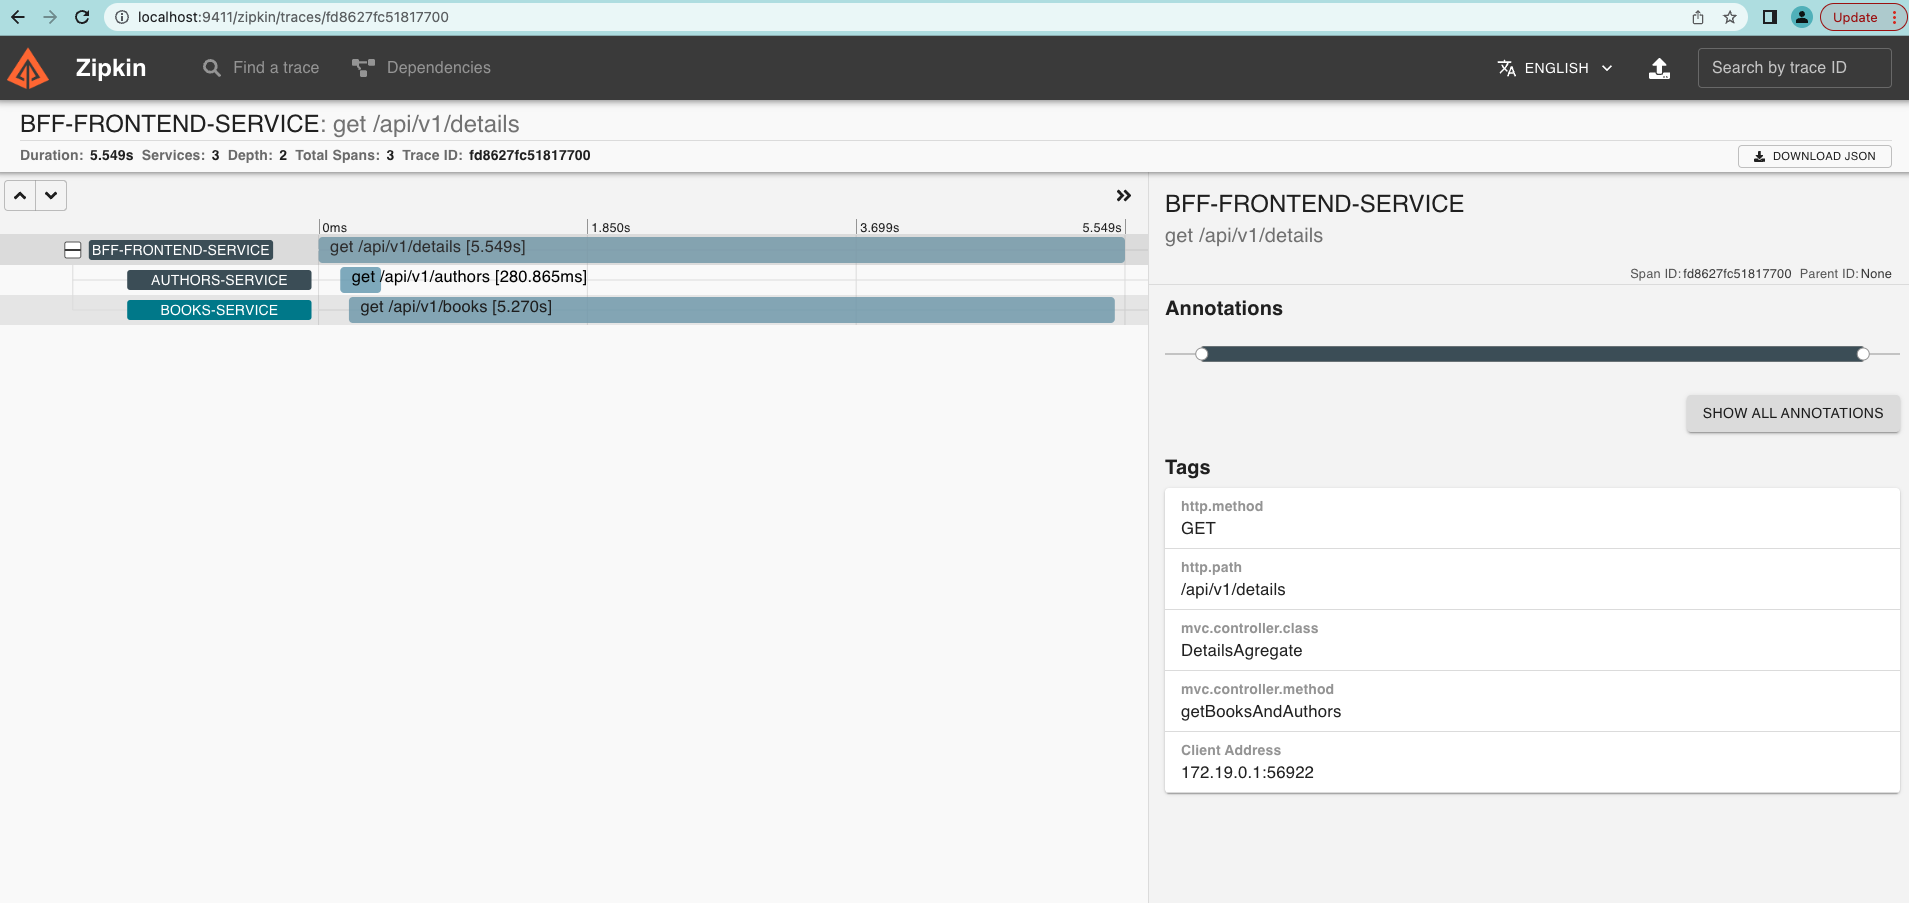 localhost:9411/zipkin/traces/fd8627fc51817700
Update
Zipkin
Find a trace
Dependencies
ENGLISH
Search by trace ID
BFF-FRONTEND-SERVICE: get /api/v1/details
Duration: 5.549s Services: 3 Depth: 2 Total Spans: 3 Trace ID: fd8627fc51817700
DOWNLOAD JSON
0ms 1.850s 3.699s 5.549s
BFF-FRONTEND-SERVICE get /api/v1/details [5.549s]
AUTHORS-SERVICE get /api/v1/authors [280.865ms]
BOOKS-SERVICE get /api/v1/books [5.270s]
BFF-FRONTEND-SERVICE
get /api/v1/details
Span ID: fd8627fc51817700 Parent ID: None
Annotations
SHOW ALL ANNOTATIONS
Tags
http.method
GET
http.path
/api/v1/details
mvc.controller.class
DetailsAgregate
mvc.controller.method
getBooksAndAuthors
Client Address
172.19.0.1:56922